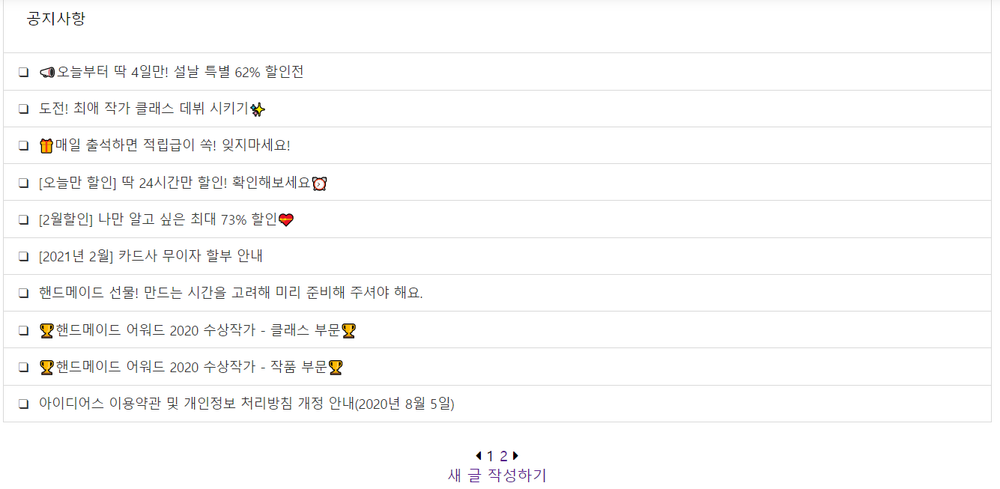 공지사항
❏ 📢오늘부터 딱 4일만! 설날 특별 62% 할인전
❏ 도전! 최애 작가 클래스 데뷔 시키기✨
❏ 🎁매일 출석하면 적립급이 쏙! 잊지마세요!
❏ [오늘만 할인] 딱 24시간만 할인! 확인해보세요⏰
❏ [2월할인] 나만 알고 싶은 최대 73% 할인💝
❏ [2021년 2월] 카드사 무이자 할부 안내
❏ 핸드메이드 선물! 만드는 시간을 고려해 미리 준비해 주셔야 해요.
❏ 🏆핸드메이드 어워드 2020 수상작가 - 클래스 부문🏆
❏ 🏆핸드메이드 어워드 2020 수상작가 - 작품 부문🏆
❏ 아이디어스 이용약관 및 개인정보 처리방침 개정 안내(2020년 8월 5일)
1 2
새 글 작성하기